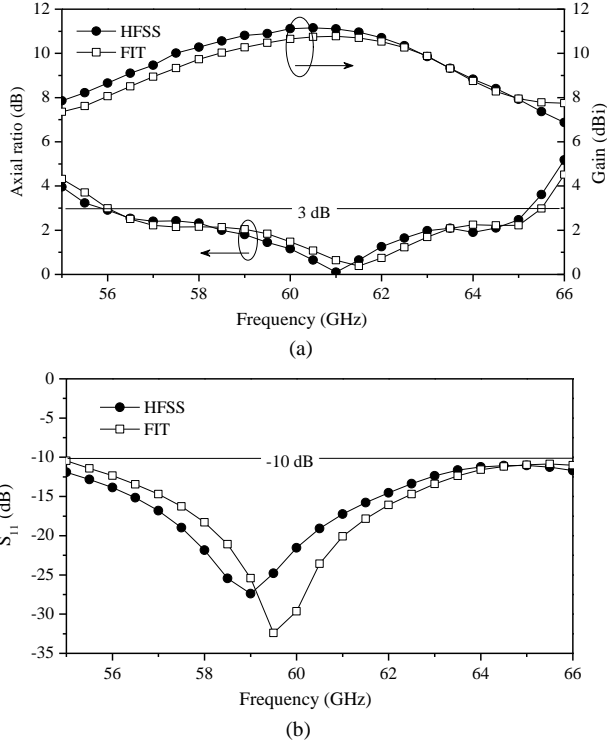 12
10
8
6
4
2
0
Axial ratio (dB)
HFSS
FIT
3 dB
12
10
8
6
4
2
0
Gain (dBi)
56 58 60 62 64 66
Frequency (GHz)
(a)
0
-5
-10
-15
-20
-25
-30
-35
S11 (dB)
HFSS
FIT
-10 dB
56 58 60 62 64 66
Frequency (GHz)
(b)